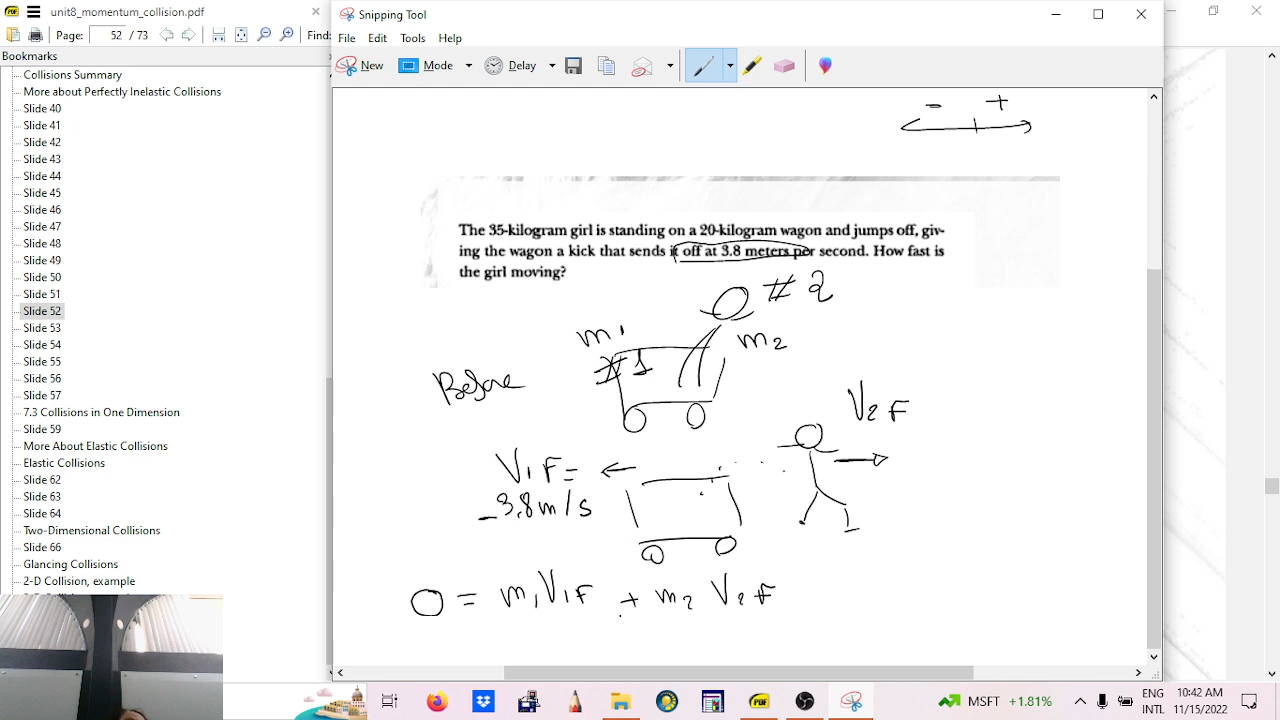 unit8_momentum_collision.pdf
Page: 52 / 73 Finds
Bookmarks
Collisions Summary
More about Perfectly Inelastic Collisions
Slide 40
Slide 41
Slide 42
Slide 43
Slide 44
Slide 45
Slide 46
Slide 47
Slide 48
Slide 49
Slide 50
Slide 51
Slide 52
Slide 53
Slide 54
Slide 55
Slide 56
Slide 57
7.3 Collisions in One Dimension
Slide 59
More About Elastic Collisions
Elastic Collisions
Slide 62
Slide 63
Slide 64
Two-Dimensional Collisions
Slide 66
Glancing Collisions
2-D Collision, example
Snipping Tool
File Edit Tools Help
New Mode Delay
- +
The 35-kilogram girl is standing on a 20-kilogram wagon and jumps off, giv-
ing the wagon a kick that sends it off at 3.8 meters per second. How fast is
the girl moving?
# 2
m1
m2
#1
Before
V2F
V1F =
-3.8m/s
0 = m1V1F + m2 V2F
MSFT +1.81%
ENG
INTL
10:42 AM
11/15/2022